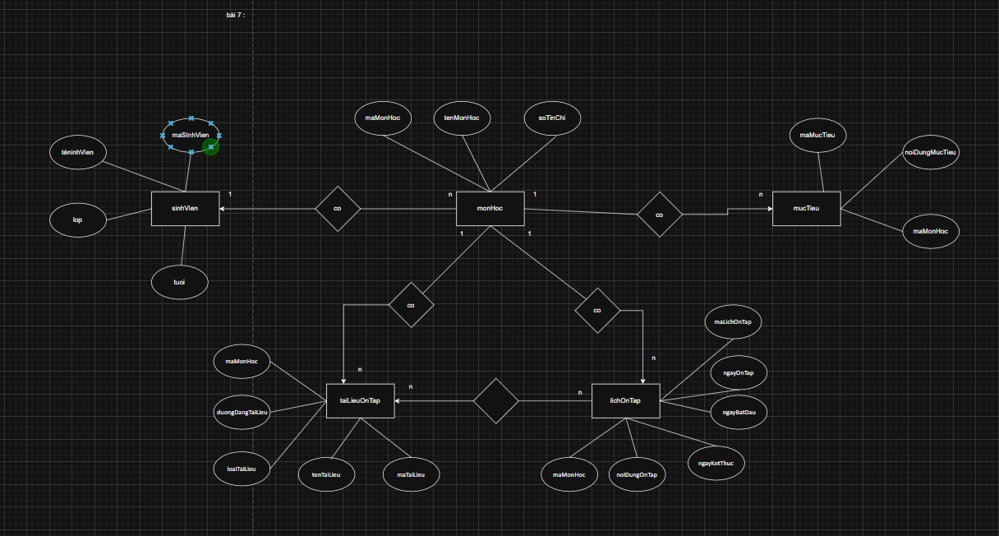 bài 7 :
maMonHoc
tenMonHoc
soTinChi
maSInhVien
maMucTieu
téninhVien
noiDungMucTieu
1
n
1
n
sinhVien
co
monHoc
co
mucTieu
lop
maMonHoc
1
1
tuoi
co
co
maLichOnTap
maMonHoc
n
n
ngayOnTap
n
n
taiLieuOnTap
lichOnTap
duongDangTaiLieu
ngayBatDau
loaiTaiLieu
tenTaiLieu
maTaiLieu
maMonHoc
noiDungOnTap
ngayKetThuc